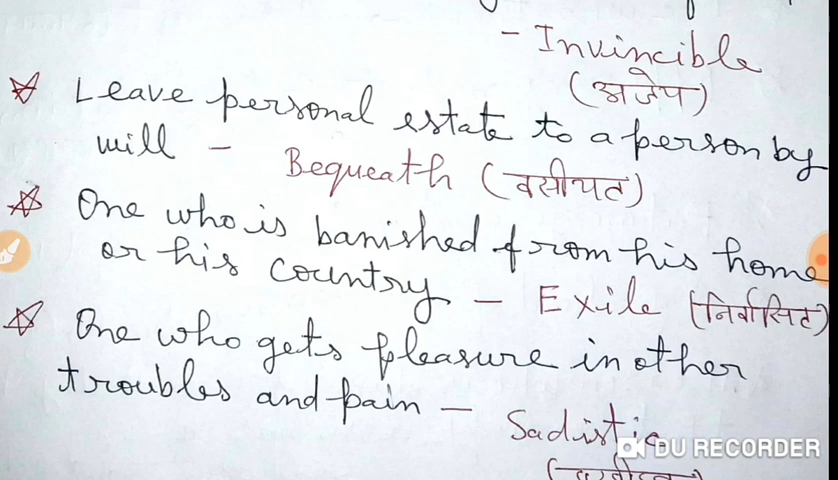 - Invincible
(अजेय)
Leave personal estate to a person by
will - Bequeath (वसीयत)
One who is banished from his home
or his country - Exile (निर्वासित)
One who gets pleasure in other
troubles and pain - Sadistic
DU RECORDER